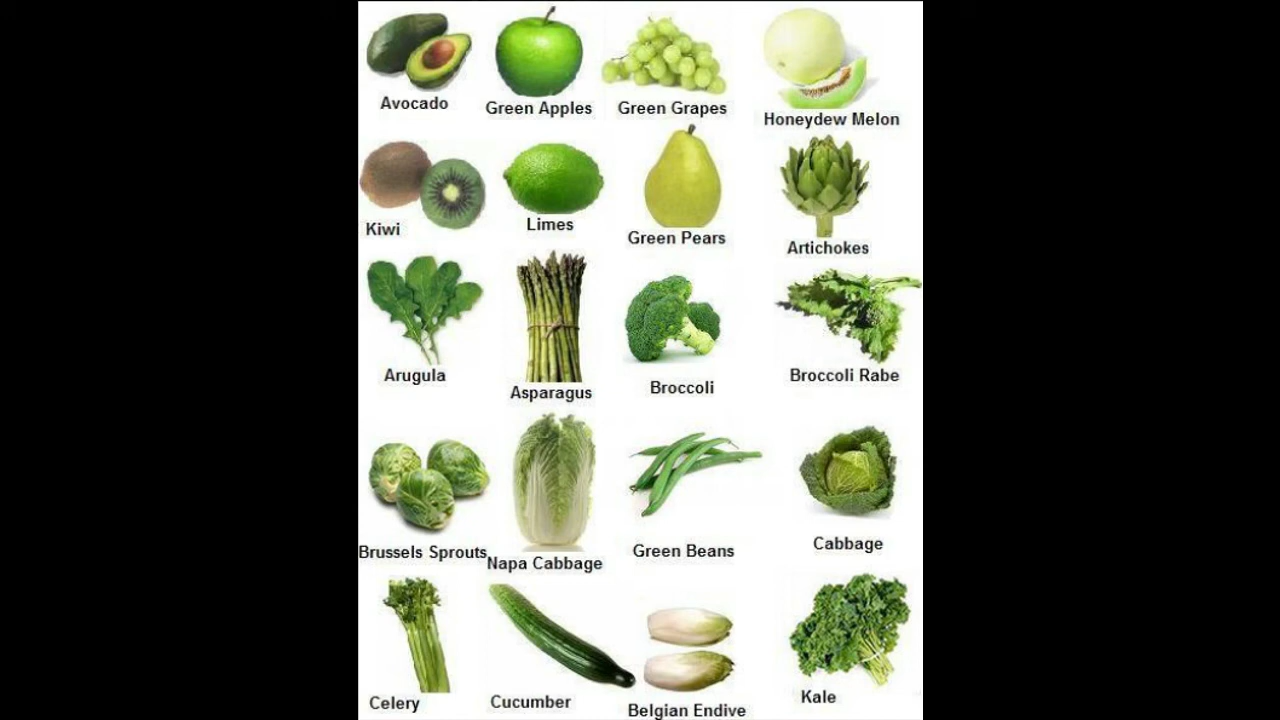 Avocado
Green Apples
Green Grapes
Honeydew Melon
Kiwi
Limes
Green Pears
Artichokes
Arugula
Asparagus
Broccoli
Broccoli Rabe
Brussels Sprouts
Napa Cabbage
Green Beans
Cabbage
Celery
Cucumber
Belgian Endive
Kale